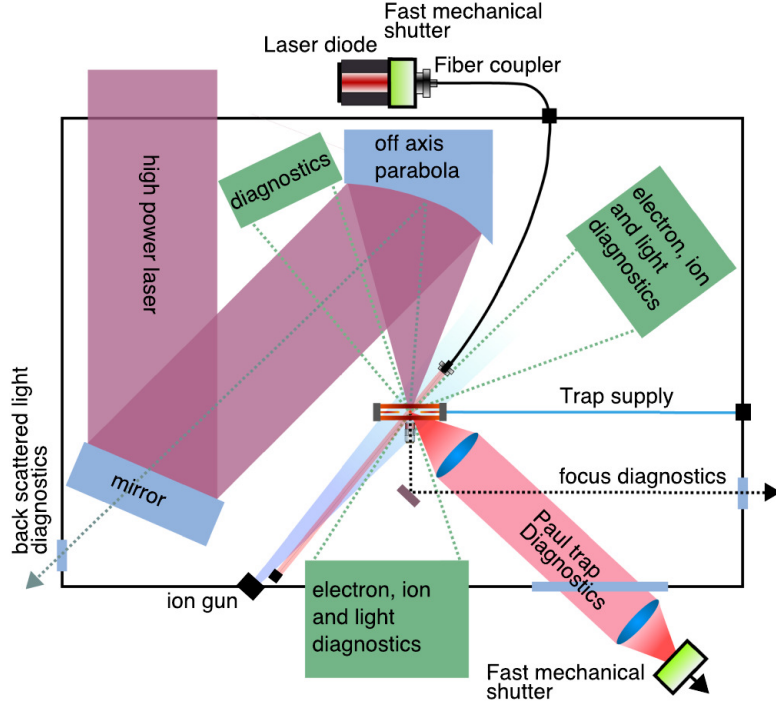 Fast mechanical
shutter
Laser diode
Fiber coupler
off axis
parabola
diagnostics
high power laser
electron, ion
and light
diagnostics
Trap supply
back scattered light
diagnostics
mirror
focus diagnostics
Paul trap
Diagnostics
ion gun
electron, ion
and light
diagnostics
Fast mechanical
shutter